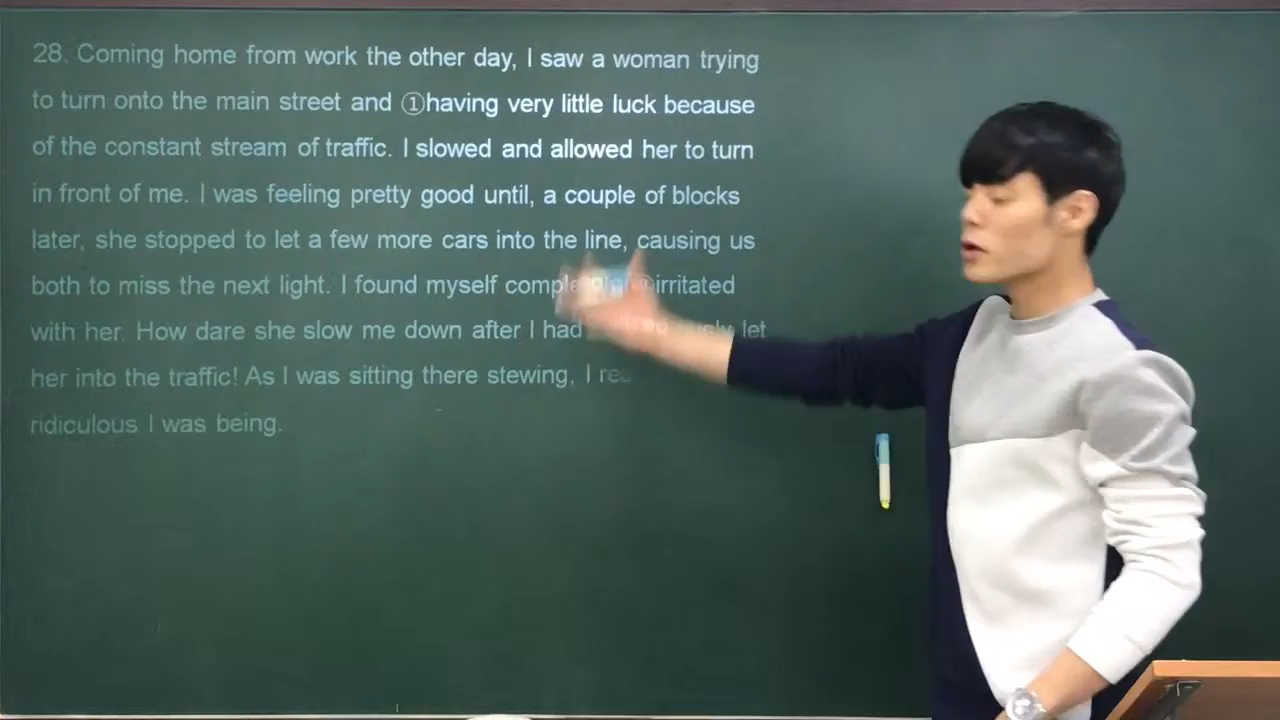 28. Coming home from work the other day, I saw a woman trying
to turn onto the main street and ①having very little luck because
of the constant stream of traffic. I slowed and allowed her to turn
in front of me. I was feeling pretty good until, a couple of blocks
later, she stopped to let a few more cars into the line, causing us
both to miss the next light. I found myself irritated
with her. How dare she slow me down after I had let
her into the traffic! As I was sitting there stewing, I
ridiculous I was being.